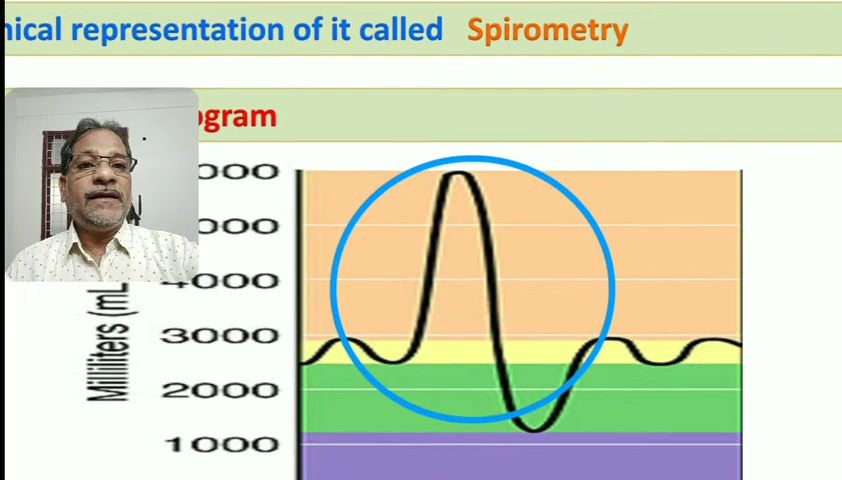 nical representation of it called Spirometry
ogram
000
000
4000
3000
2000
1000
Milliliters (mL